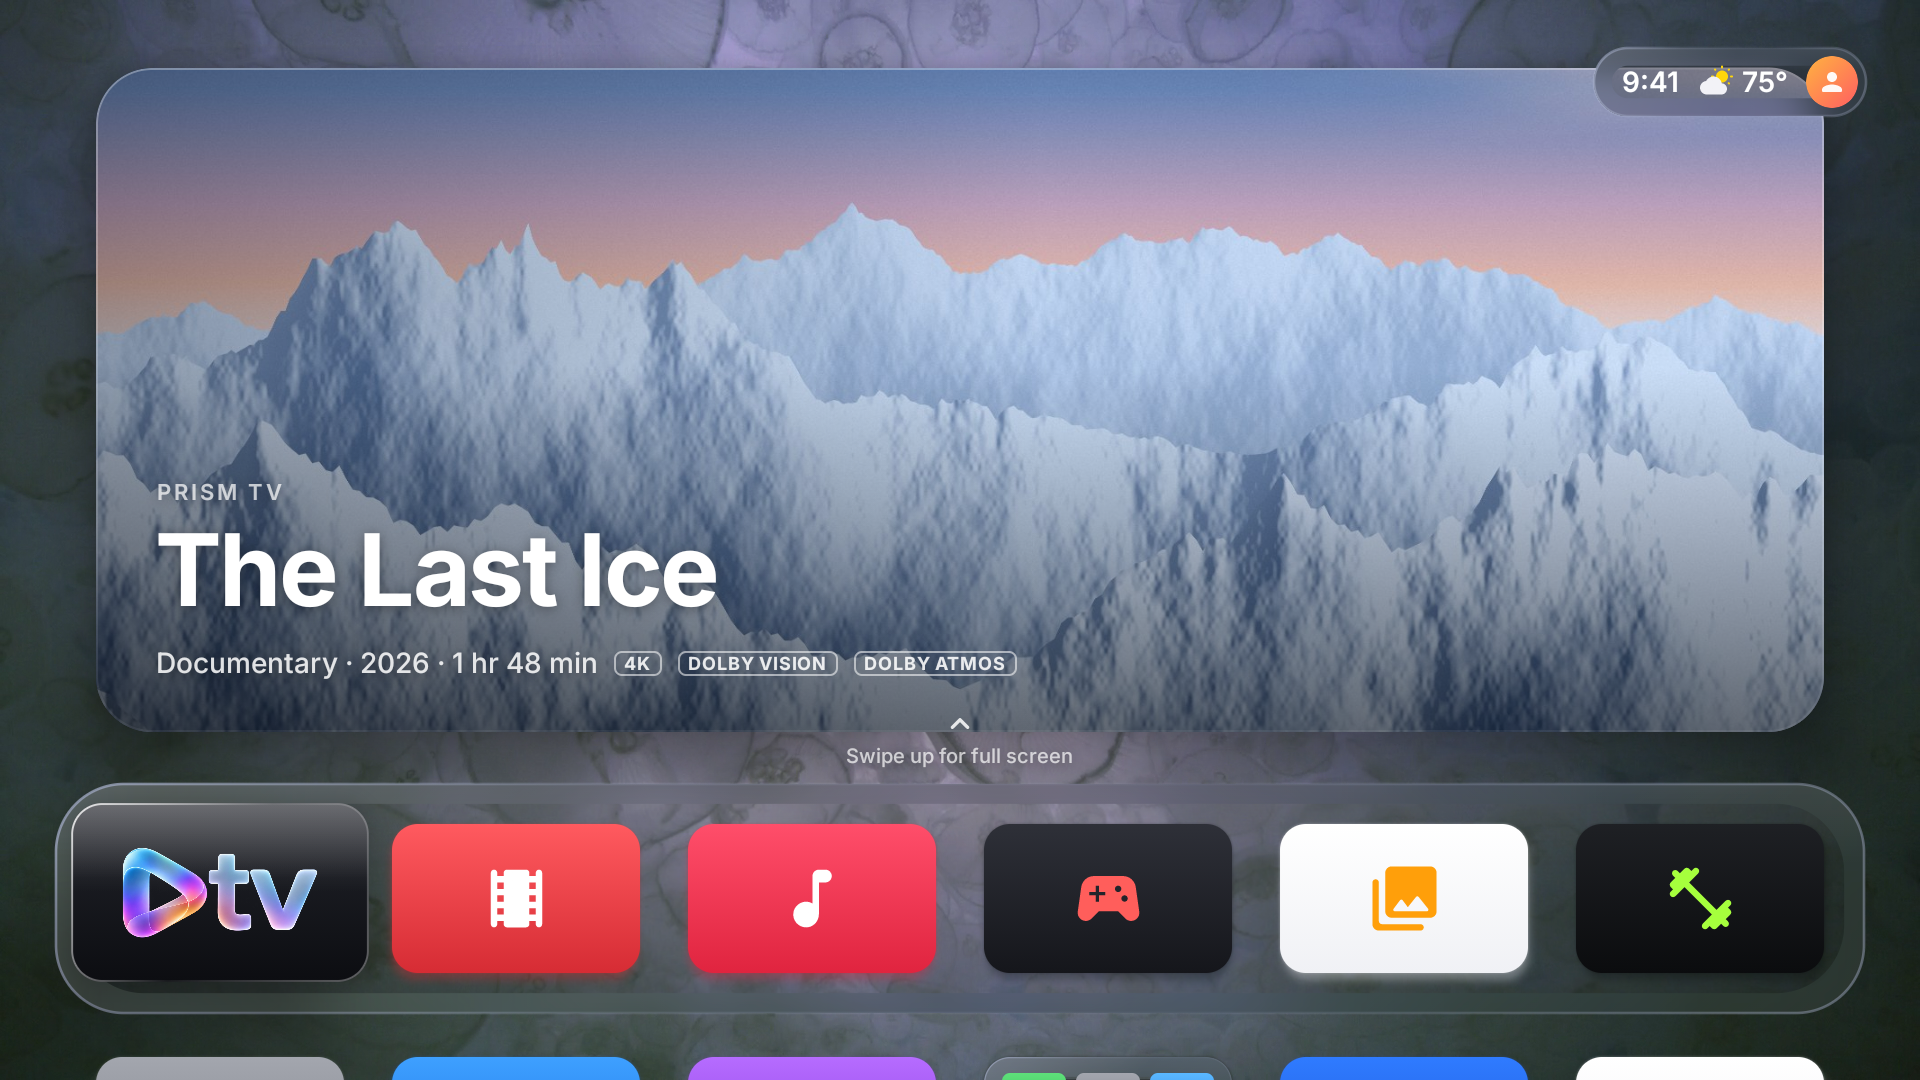 9:41 75°
PRISM TV
The Last Ice
Documentary · 2026 · 1 hr 48 min 4K DOLBY VISION DOLBY ATMOS
Swipe up for full screen
tv